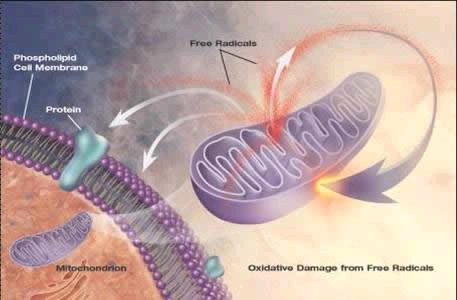 Free Radicals
Phospholipid
Cell Membrane
Protein
Mitochondrion
Oxidative Damage from Free Radicals